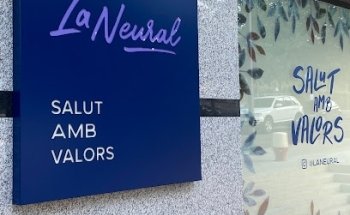 La Neural
SALUT
AMB
VALORS
SALUT
AMB
VALORS
@LANEURAL